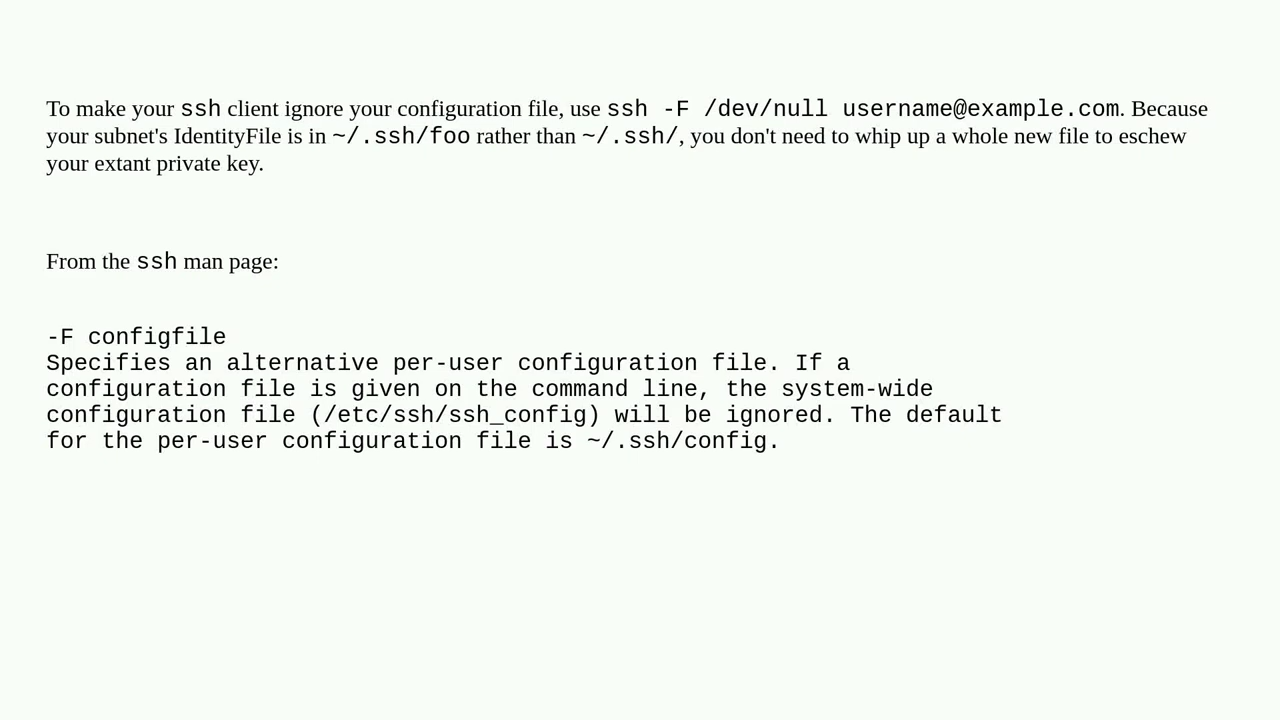 To make your ssh client ignore your configuration file, use ssh -F /dev/null username@example.com. Because
your subnet's IdentityFile is in ~/.ssh/foo rather than ~/.ssh/, you don't need to whip up a whole new file to eschew
your extant private key.
From the ssh man page:
-F configfile
Specifies an alternative per-user configuration file. If a
configuration file is given on the command line, the system-wide
configuration file (/etc/ssh/ssh_config) will be ignored. The default
for the per-user configuration file is ~/.ssh/config.